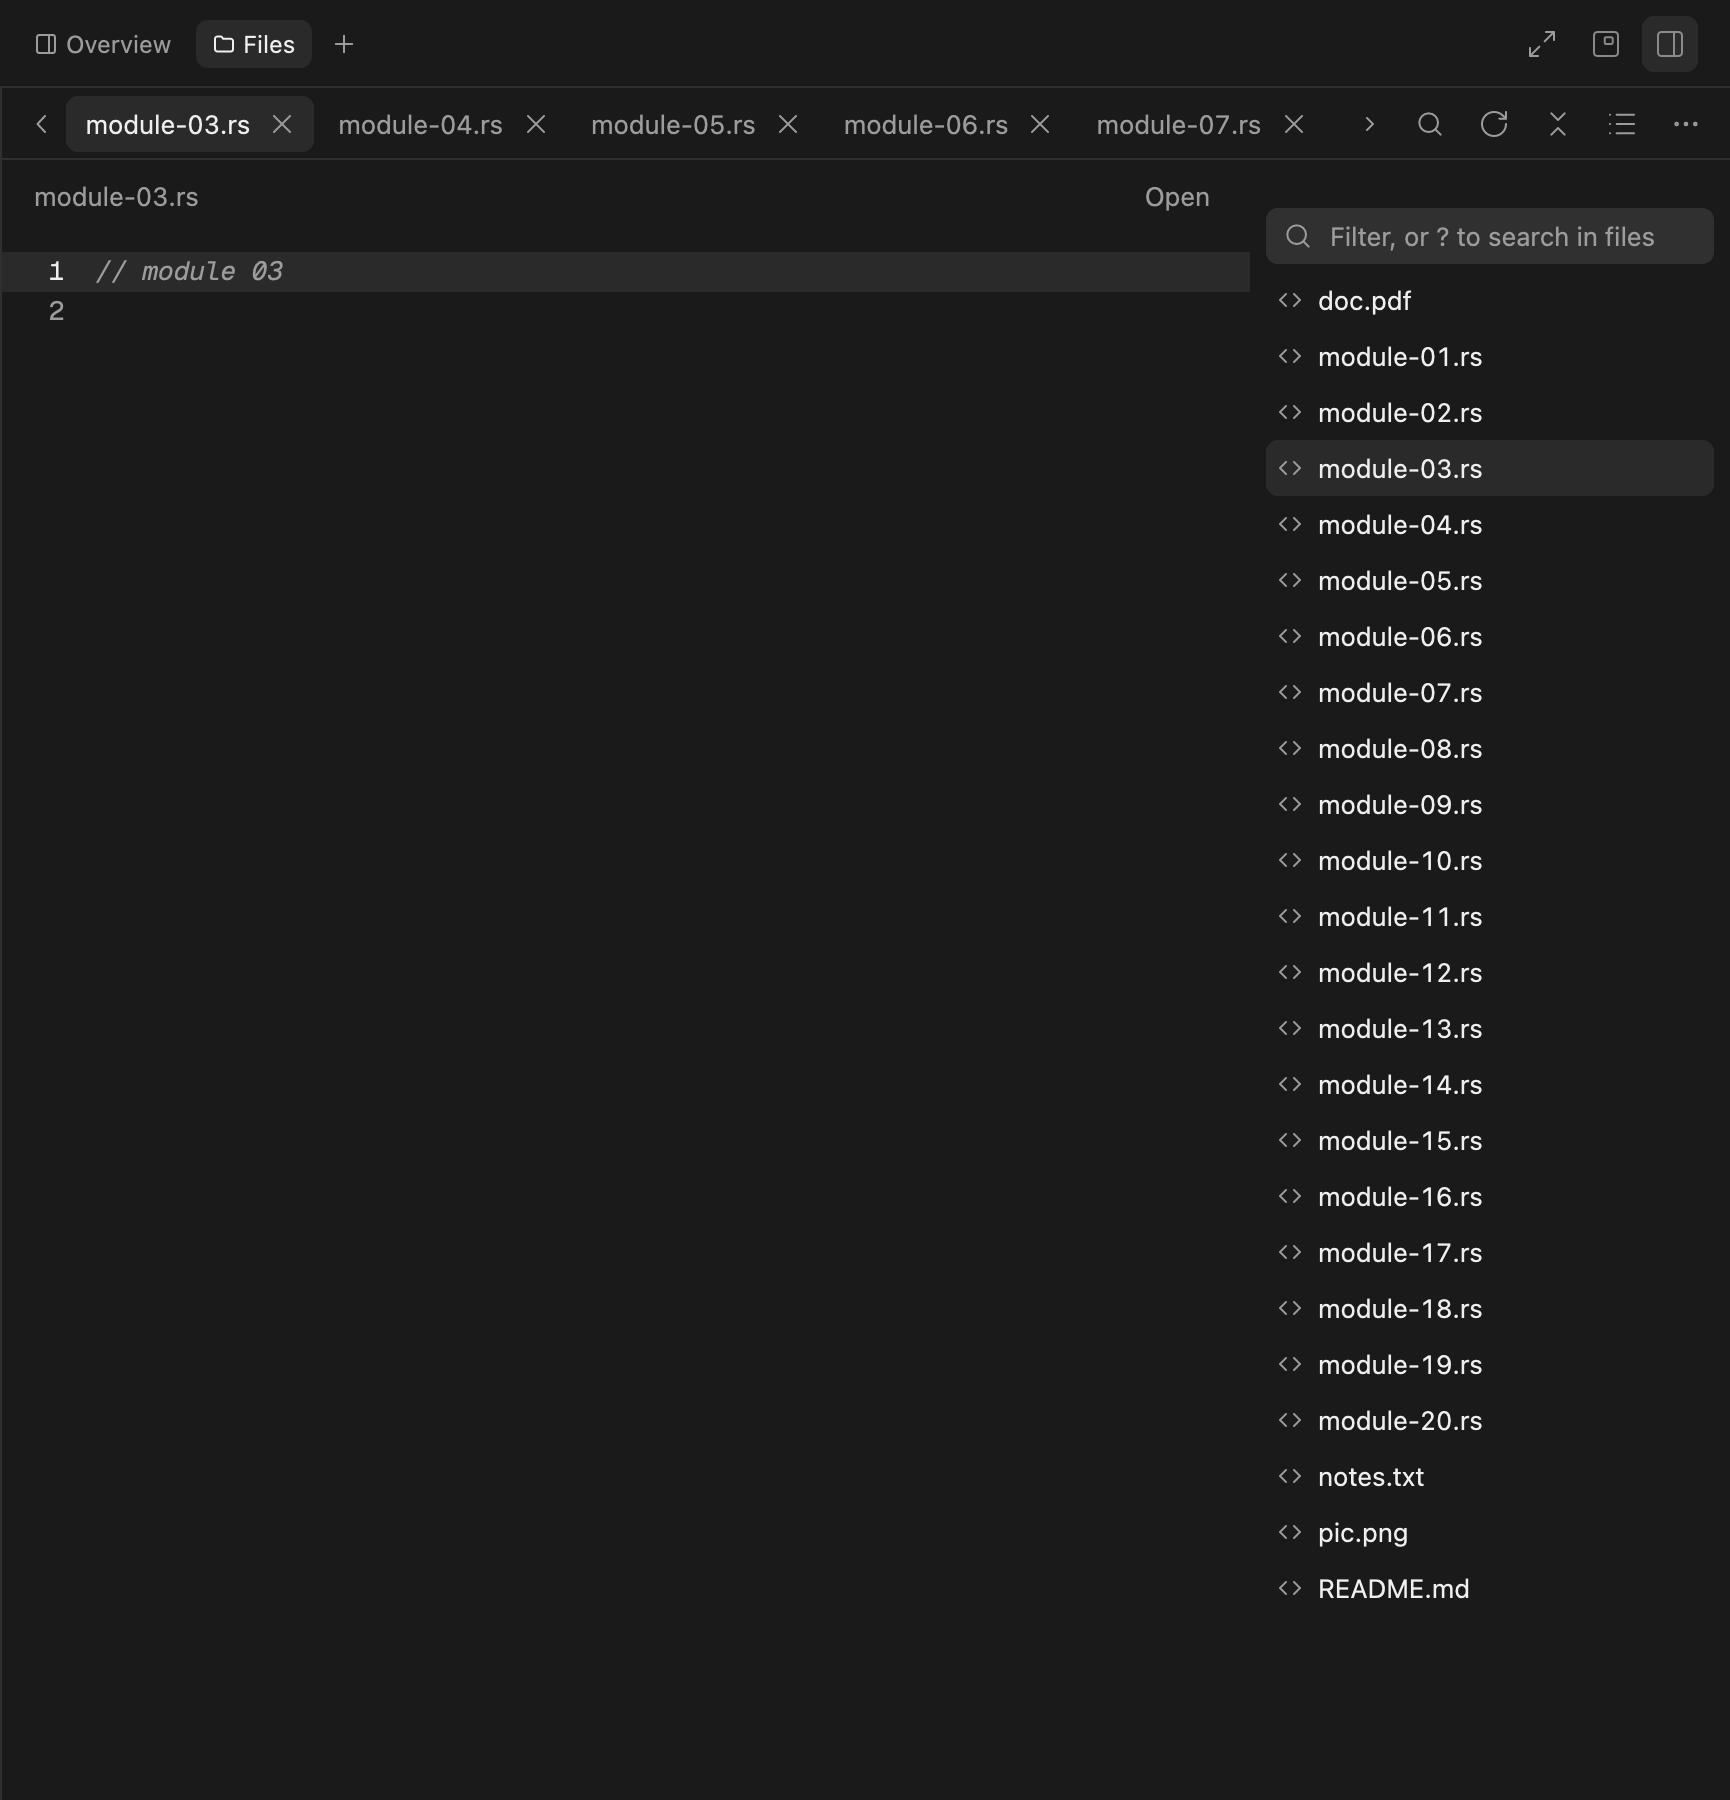 Overview Files
module-03.rs module-04.rs module-05.rs module-06.rs module-07.rs
module-03.rs Open
1 // module 03
2
Filter, or ? to search in files
doc.pdf
module-01.rs
module-02.rs
module-03.rs
module-04.rs
module-05.rs
module-06.rs
module-07.rs
module-08.rs
module-09.rs
module-10.rs
module-11.rs
module-12.rs
module-13.rs
module-14.rs
module-15.rs
module-16.rs
module-17.rs
module-18.rs
module-19.rs
module-20.rs
notes.txt
pic.png
README.md